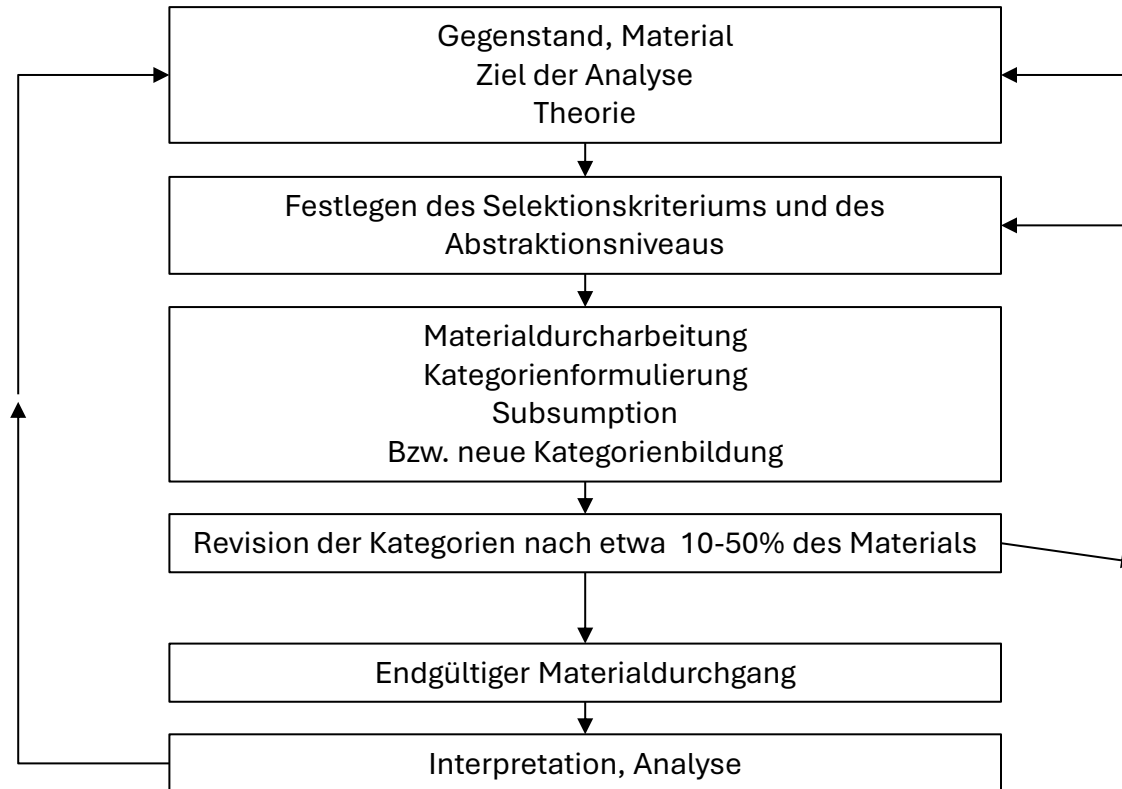 Gegenstand, Material
Ziel der Analyse
Theorie
Festlegen des Selektionskriteriums und des
Abstraktionsniveaus
Materialdurcharbeitung
Kategorienformulierung
Subsumption
Bzw. neue Kategorienbildung
Revision der Kategorien nach etwa  10-50% des Materials
Endgültiger Materialdurchgang
Interpretation, Analyse